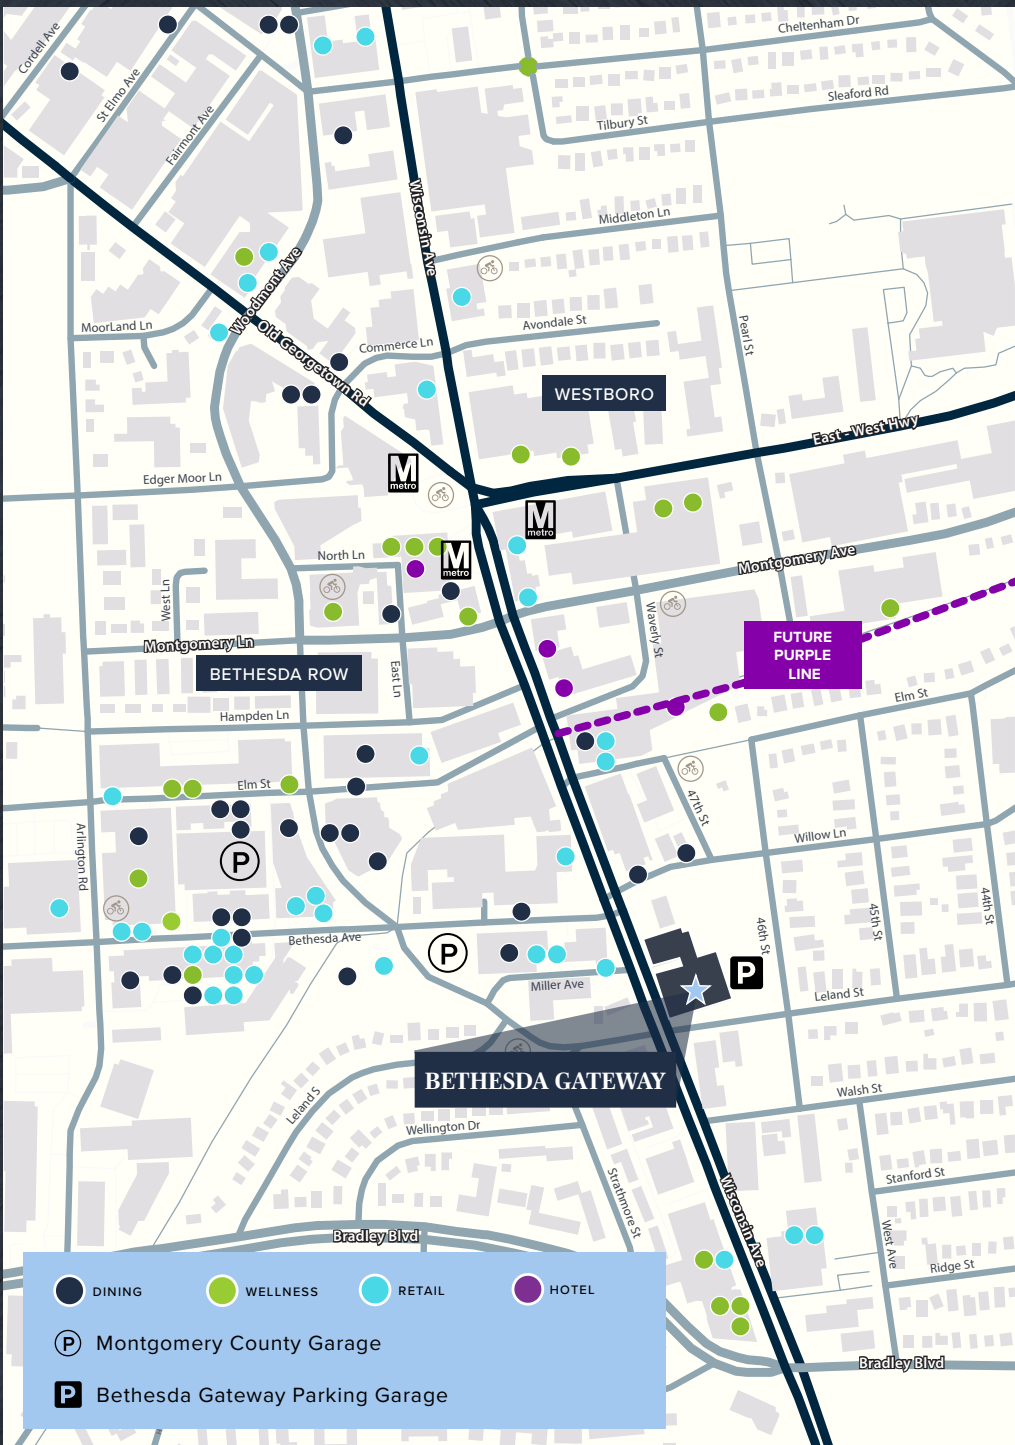 Cordell Ave
St Elmo Ave
Fairmont Ave
Cheltenham Dr
Sleaford Rd
Tilbury St
Wisconsin Ave
Middleton Ln
Woodmont Ave
MoorLand Ln
Old Georgetown Rd
Commerce Ln
Avondale St
Pearl St
WESTBORO
East - West Hwy
Edger Moor Ln
M
metro
M
metro
M
metro
North Ln
West Ln
Montgomery Ave
Montgomery Ln
Waverly St
BETHESDA ROW
East Ln
FUTURE
PURPLE
LINE
Hampden Ln
Elm St
Elm St
47th St
Arlington Rd
Willow Ln
P
46th St
45th St
44th St
Bethesda Ave
P
P
Miller Ave
Leland St
BETHESDA GATEWAY
Leland S
Walsh St
Wellington Dr
Strathmore St
Wisconsin Ave
Stanford St
West Ave
Ridge St
Bradley Blvd
DINING
WELLNESS
RETAIL
HOTEL
P Montgomery County Garage
P Bethesda Gateway Parking Garage
Bradley Blvd